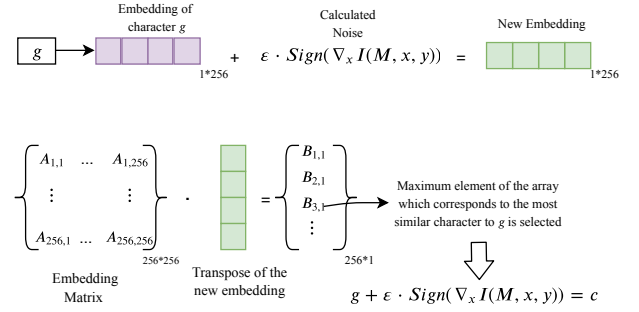 Embedding of
character g
Calculated
Noise
New Embedding
g
+ ε · Sign(∇ₓ I(M, x, y)) =
1*256
1*256
A₁,₁ ... A₁,₂₅₆
⋮ ⋮
A₂₅₆,₁ ... A₂₅₆,₂₅₆
256*256
·
=
B₁,₁
B₂,₁
B₃,₁
⋮
256*1
Maximum element of the array
which corresponds to the most
similar character to g is selected
Embedding
Matrix
Transpose of the
new embedding
g + ε · Sign(∇ₓ I(M, x, y)) = c